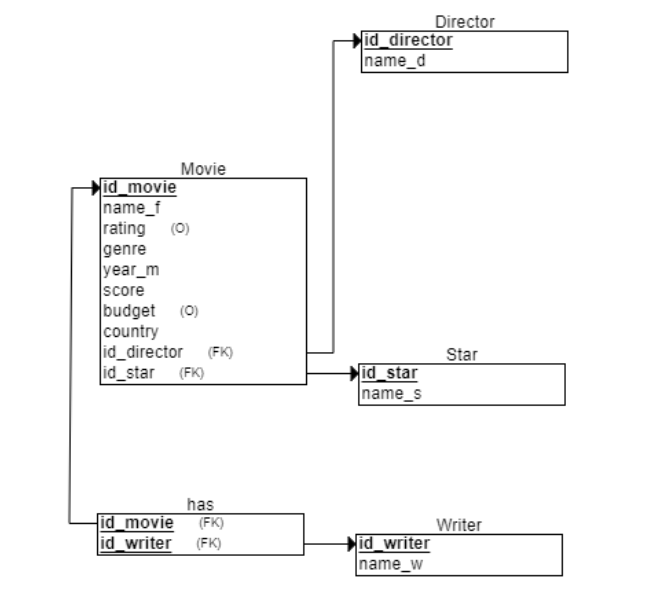 Director
id_director
name_d
Movie
id_movie
name_f
rating (O)
genre
year_m
score
budget (O)
country
id_director (FK)
id_star (FK)
Star
id_star
name_s
has
id_movie (FK)
id_writer (FK)
Writer
id_writer
name_w